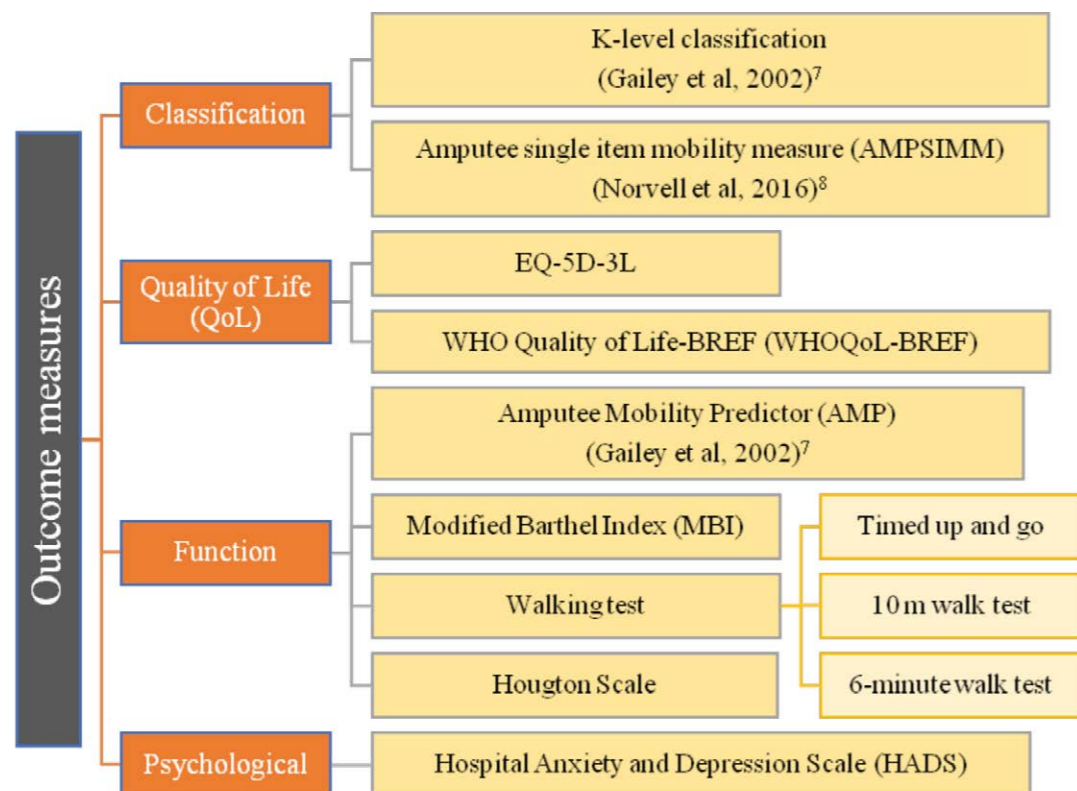 Outcome measures
Classification
K-level classification
(Gailey et al, 2002)⁷
Amputee single item mobility measure (AMPSIMM)
(Norvell et al, 2016)⁸
Quality of Life
(QoL)
EQ-5D-3L
WHO Quality of Life-BREF (WHOQoL-BREF)
Function
Amputee Mobility Predictor (AMP)
(Gailey et al, 2002)⁷
Modified Barthel Index (MBI)
Walking test
Timed up and go
10 m walk test
6-minute walk test
Hougton Scale
Psychological
Hospital Anxiety and Depression Scale (HADS)